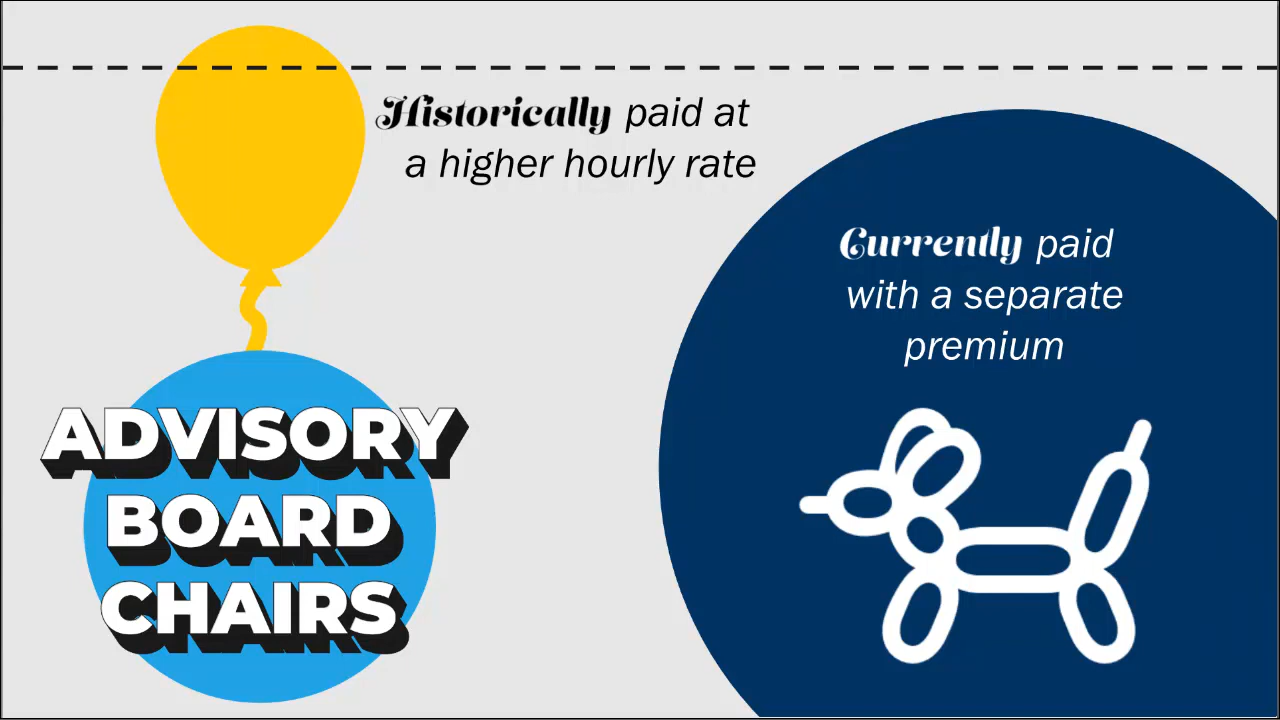 Historically paid at
a higher hourly rate
Currently paid
with a separate
premium
ADVISORY
BOARD
CHAIRS